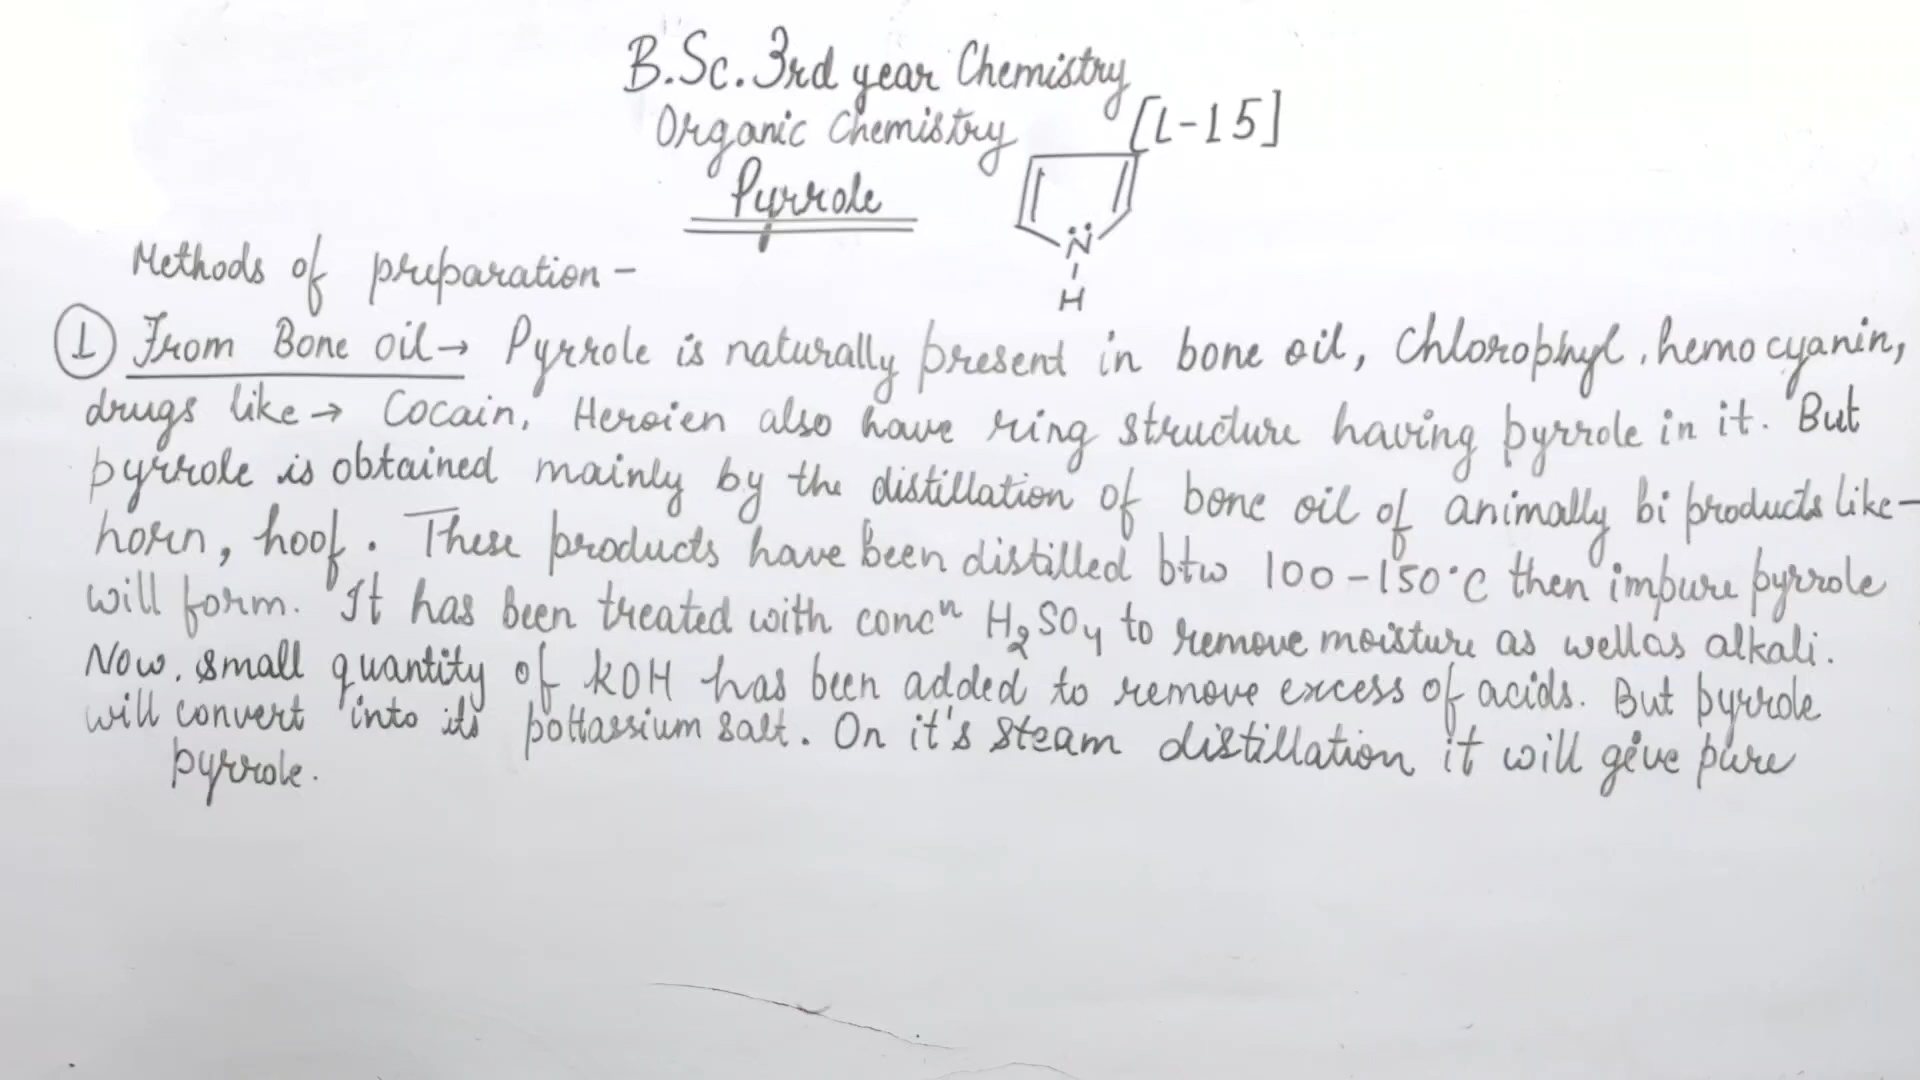 B.Sc. 3rd year Chemistry
Organic Chemistry [L-15]
Pyrrole
N
H
Methods of preparation -
① From Bone oil → Pyrrole is naturally present in bone oil, Chlorophyl, hemocyanin,
drugs like → Cocain, Heroien also have ring structure having pyrrole in it. But
pyrrole is obtained mainly by the distillation of bone oil of animally bi products like -
horn, hoof. These products have been distilled btw 100-150°C then impure pyrrole
will form. It has been treated with concⁿ H₂SO₄ to remove moisture as wellas alkali.
Now, small quantity of KOH has been added to remove excess of acids. But pyrrole
will convert into its pottassium salt. On it's steam distillation it will give pure
pyrrole.